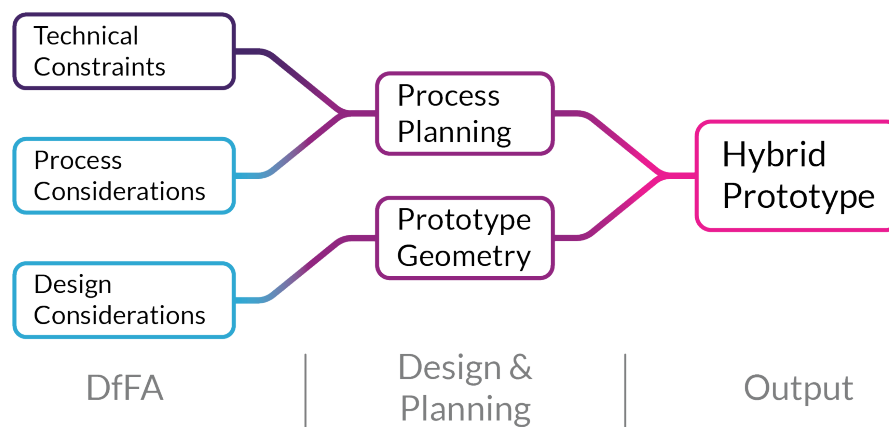 Technical
Constraints
Process
Considerations
Design
Considerations
Process
Planning
Prototype
Geometry
Hybrid
Prototype
DfFA
Design &
Planning
Output